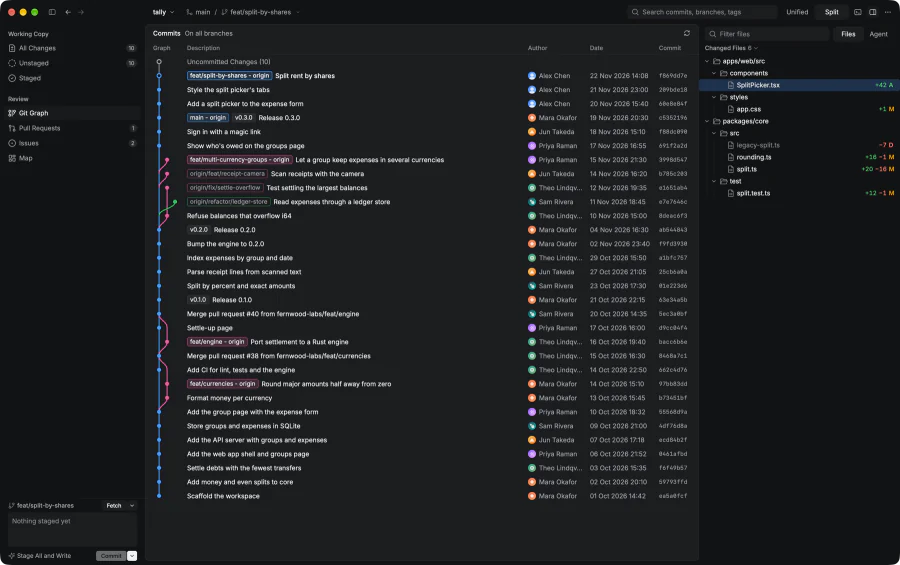 tally main / feat/split-by-shares Search commits, branches, tags Unified Split
Working Copy
All Changes 10
Unstaged 10
Staged
Review
Git Graph
Pull Requests 1
Issues 2
Map
feat/split-by-shares Fetch
Nothing staged yet
Stage All and Write Commit
Commits On all branches
Graph Description Author Date Commit
Uncommitted Changes (10)
feat/split-by-shares - origin Split rent by shares Alex Chen 22 Nov 2026 14:08 f869dd7e
Style the split picker's tabs Alex Chen 21 Nov 2026 23:00 209bde18
Add a split picker to the expense form Alex Chen 20 Nov 2026 15:40 60e8e84f
main - origin v0.3.0 Release 0.3.0 Mara Okafor 19 Nov 2026 20:30 c5352196
Sign in with a magic link Jun Takeda 18 Nov 2026 15:10 f88dc090
Show who's owed on the groups page Priya Raman 17 Nov 2026 16:55 691f2a2d
feat/multi-currency-groups - origin Let a group keep expenses in several currencies Priya Raman 15 Nov 2026 21:30 3998d547
origin/feat/receipt-camera Scan receipts with the camera Jun Takeda 14 Nov 2026 16:20 b785c203
origin/fix/settle-overflow Test settling the largest balances Theo Lindqv... 12 Nov 2026 19:35 e1651ab4
origin/refactor/ledger-store Read expenses through a ledger store Sam Rivera 11 Nov 2026 18:45 e7e7646c
Refuse balances that overflow i64 Theo Lindqv... 10 Nov 2026 15:00 8deac6f3
v0.2.0 Release 0.2.0 Mara Okafor 04 Nov 2026 16:30 ab544843
Bump the engine to 0.2.0 Mara Okafor 02 Nov 2026 23:40 f9fd3930
Index expenses by group and date Theo Lindqv... 29 Oct 2026 15:50 a1bfc757
Parse receipt lines from scanned text Jun Takeda 27 Oct 2026 21:05 25cb6a0a
Split by percent and exact amounts Sam Rivera 23 Oct 2026 17:30 01e223d6
v0.1.0 Release 0.1.0 Mara Okafor 21 Oct 2026 22:15 63e34a5b
Merge pull request #40 from fernwood-labs/feat/engine Sam Rivera 20 Oct 2026 14:35 5ec3a0bf
Settle-up page Priya Raman 17 Oct 2026 16:00 d9cc04f4
feat/engine - origin Port settlement to a Rust engine Theo Lindqv... 16 Oct 2026 19:40 bacc6b6e
Merge pull request #38 from fernwood-labs/feat/currencies Theo Lindqv... 15 Oct 2026 16:30 8468a7c1
Add CI for lint, tests and the engine Theo Lindqv... 14 Oct 2026 22:50 662c4d76
feat/currencies - origin Round major amounts half away from zero Mara Okafor 14 Oct 2026 15:10 97bb83dd
Format money per currency Mara Okafor 13 Oct 2026 15:45 b73451bf
Add the group page with the expense form Priya Raman 10 Oct 2026 18:32 55568d9a
Store groups and expenses in SQLite Sam Rivera 09 Oct 2026 21:00 4df76d8a
Add the API server with groups and expenses Jun Takeda 07 Oct 2026 17:18 ecd84b2f
Add the web app shell and groups page Priya Raman 06 Oct 2026 21:52 0461afbd
Settle debts with the fewest transfers Theo Lindqv... 03 Oct 2026 15:35 f6f49b57
Add money and even splits to core Mara Okafor 02 Oct 2026 20:10 59793ffd
Scaffold the workspace Mara Okafor 01 Oct 2026 14:42 ea5a0fcf
Filter files Files Agent
Changed Files 6
apps/web/src
components
SplitPicker.tsx +42 A
styles
app.css +1 M
packages/core
src
legacy-split.ts -7 D
rounding.ts +16 -1 M
split.ts +20 -16 M
test
split.test.ts +12 -1 M